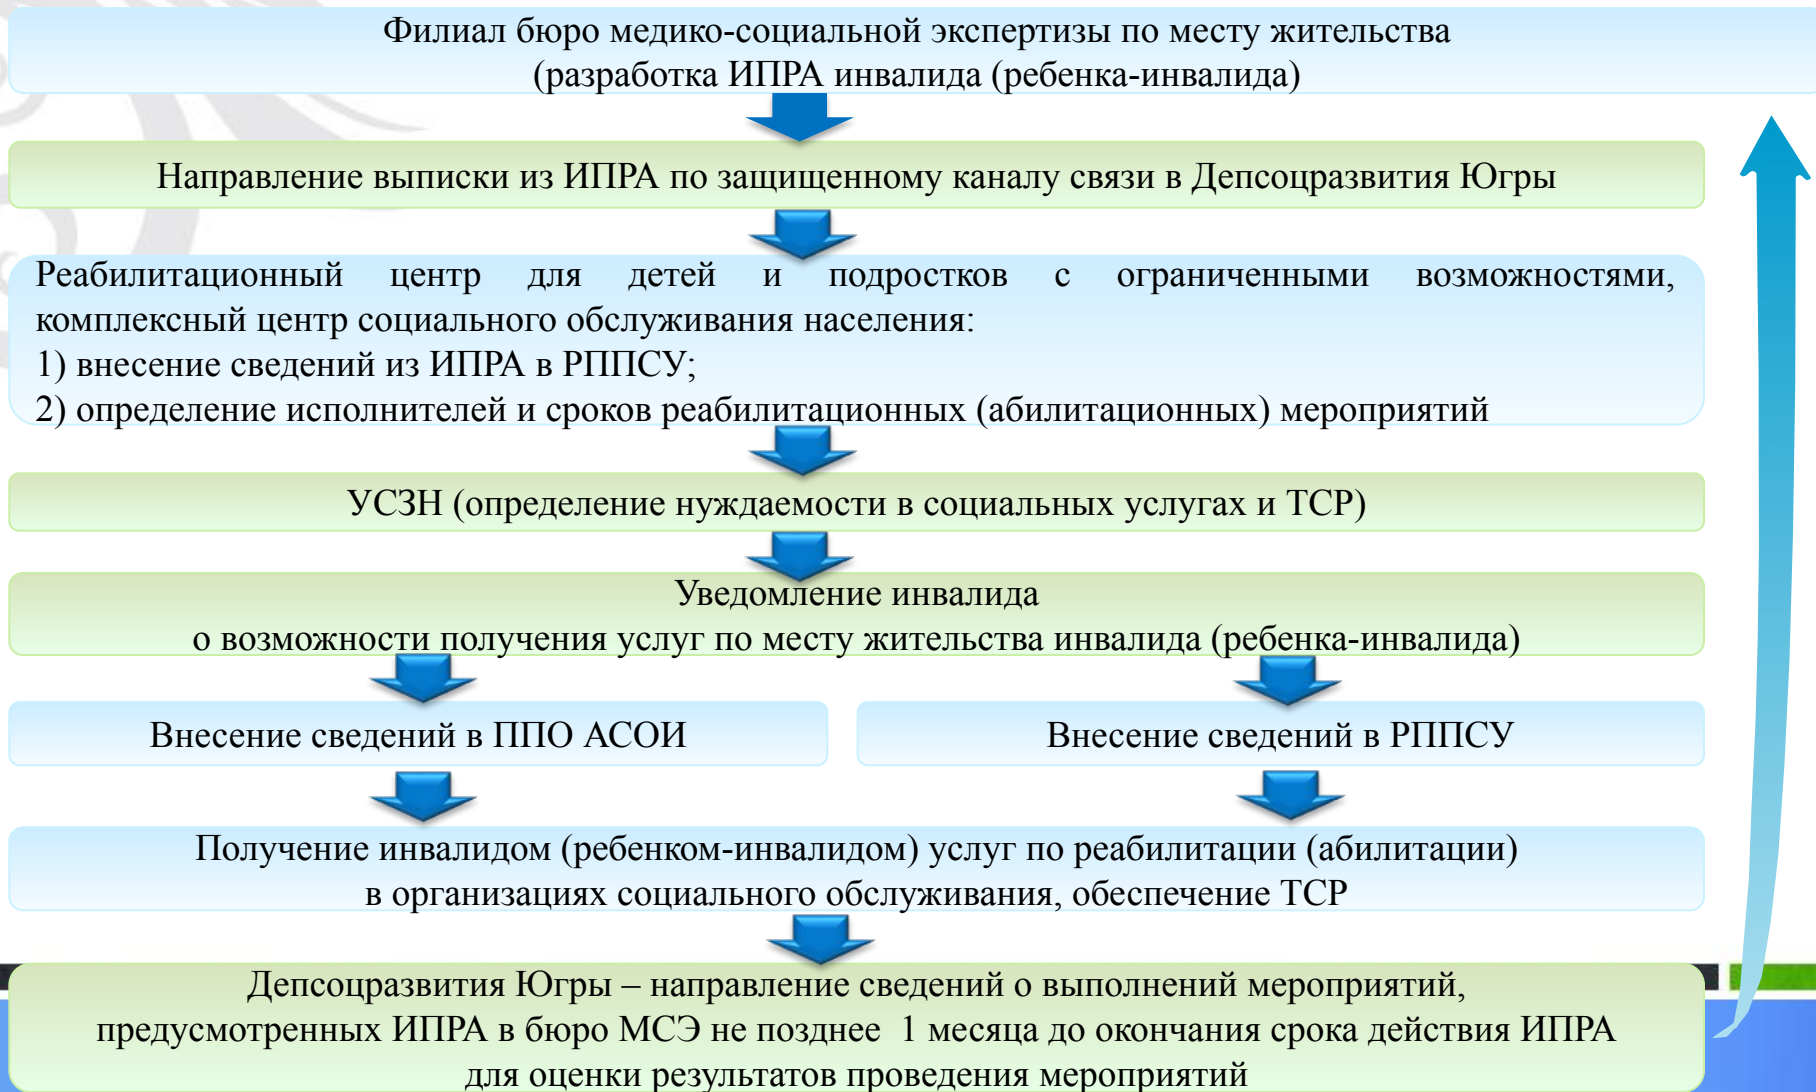 Филиал бюро медико-социальной экспертизы по месту жительства
(разработка ИПРА инвалида (ребенка-инвалида)
Направление выписки из ИПРА по защищенному каналу связи в Депсоцразвития Югры
Реабилитационный центр для детей и подростков с ограниченными возможностями,
комплексный центр социального обслуживания населения:
1) внесение сведений из ИПРА в РППСУ;
2) определение исполнителей и сроков реабилитационных (абилитационных) мероприятий
УСЗН (определение нуждаемости в социальных услугах и ТСР)
Уведомление инвалида
о возможности получения услуг по месту жительства инвалида (ребенка-инвалида)
Внесение сведений в ППО АСОИ
Внесение сведений в РППСУ
Получение инвалидом (ребенком-инвалидом) услуг по реабилитации (абилитации)
в организациях социального обслуживания, обеспечение ТСР
Депсоцразвития Югры – направление сведений о выполнений мероприятий,
предусмотренных ИПРА в бюро МСЭ не позднее 1 месяца до окончания срока действия ИПРА
для оценки результатов проведения мероприятий